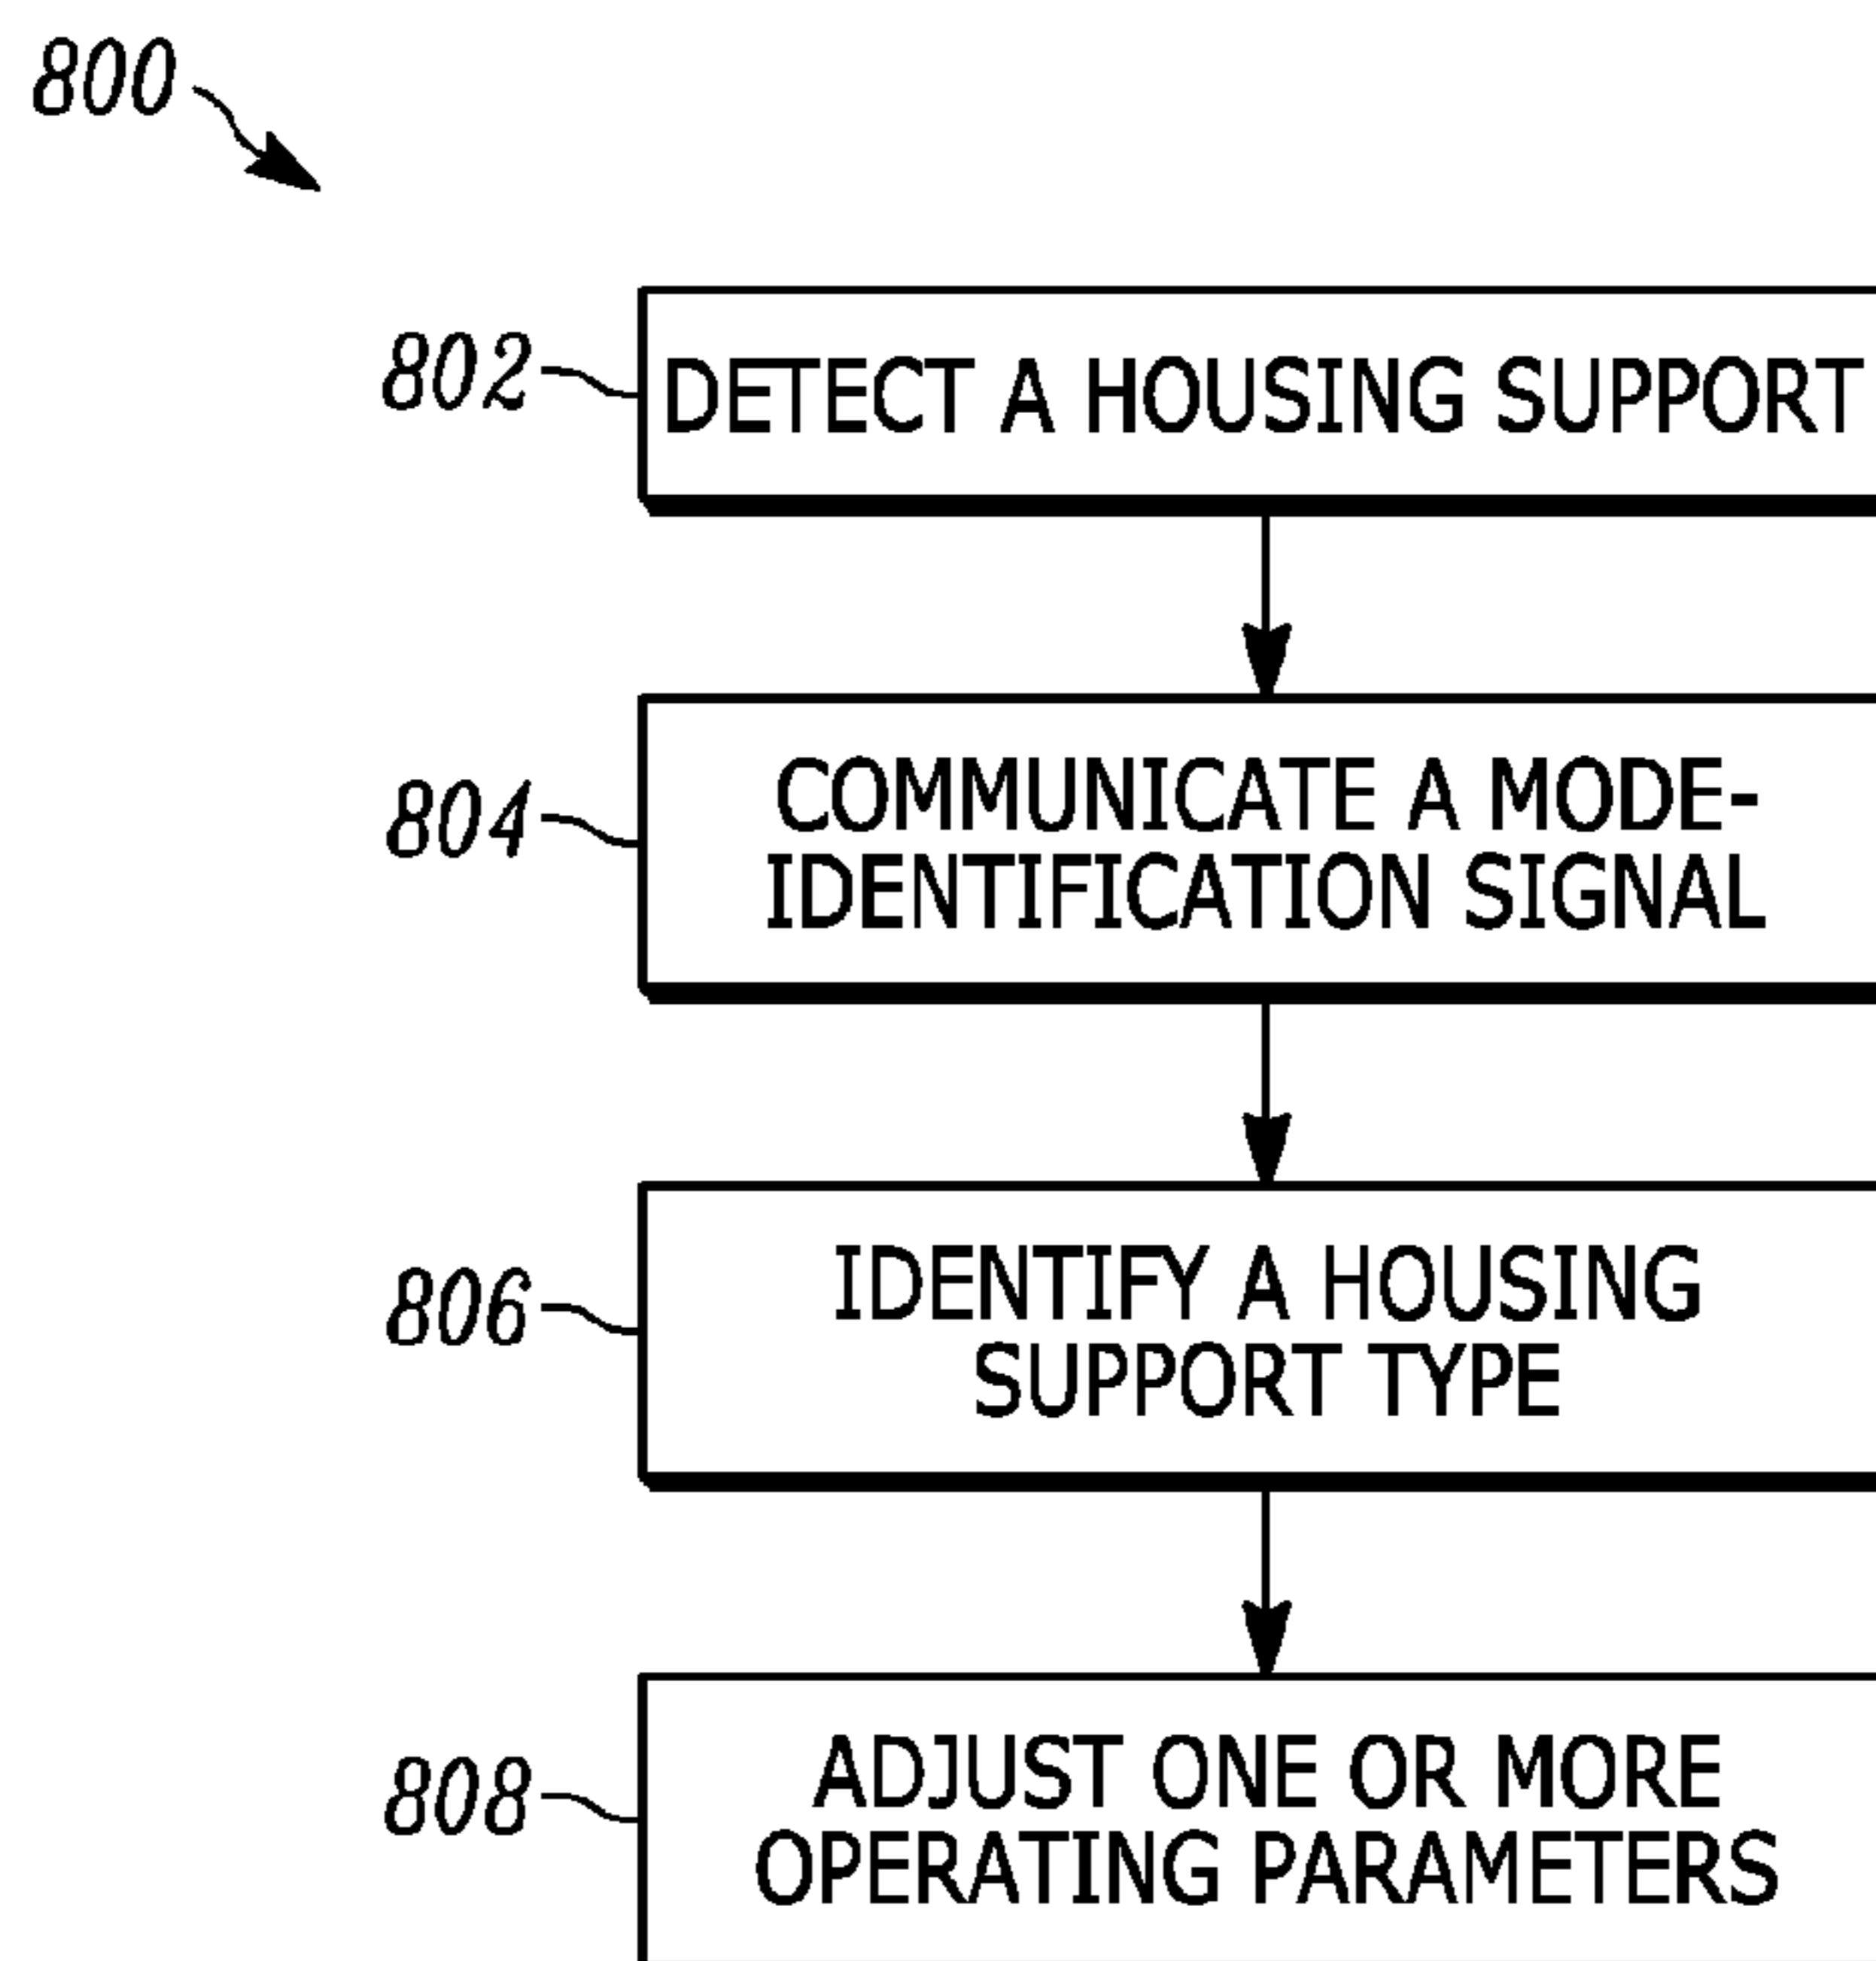 800
802
DETECT A HOUSING SUPPORT
804
COMMUNICATE A MODE-
IDENTIFICATION SIGNAL
806
IDENTIFY A HOUSING
SUPPORT TYPE
808
ADJUST ONE OR MORE
OPERATING PARAMETERS